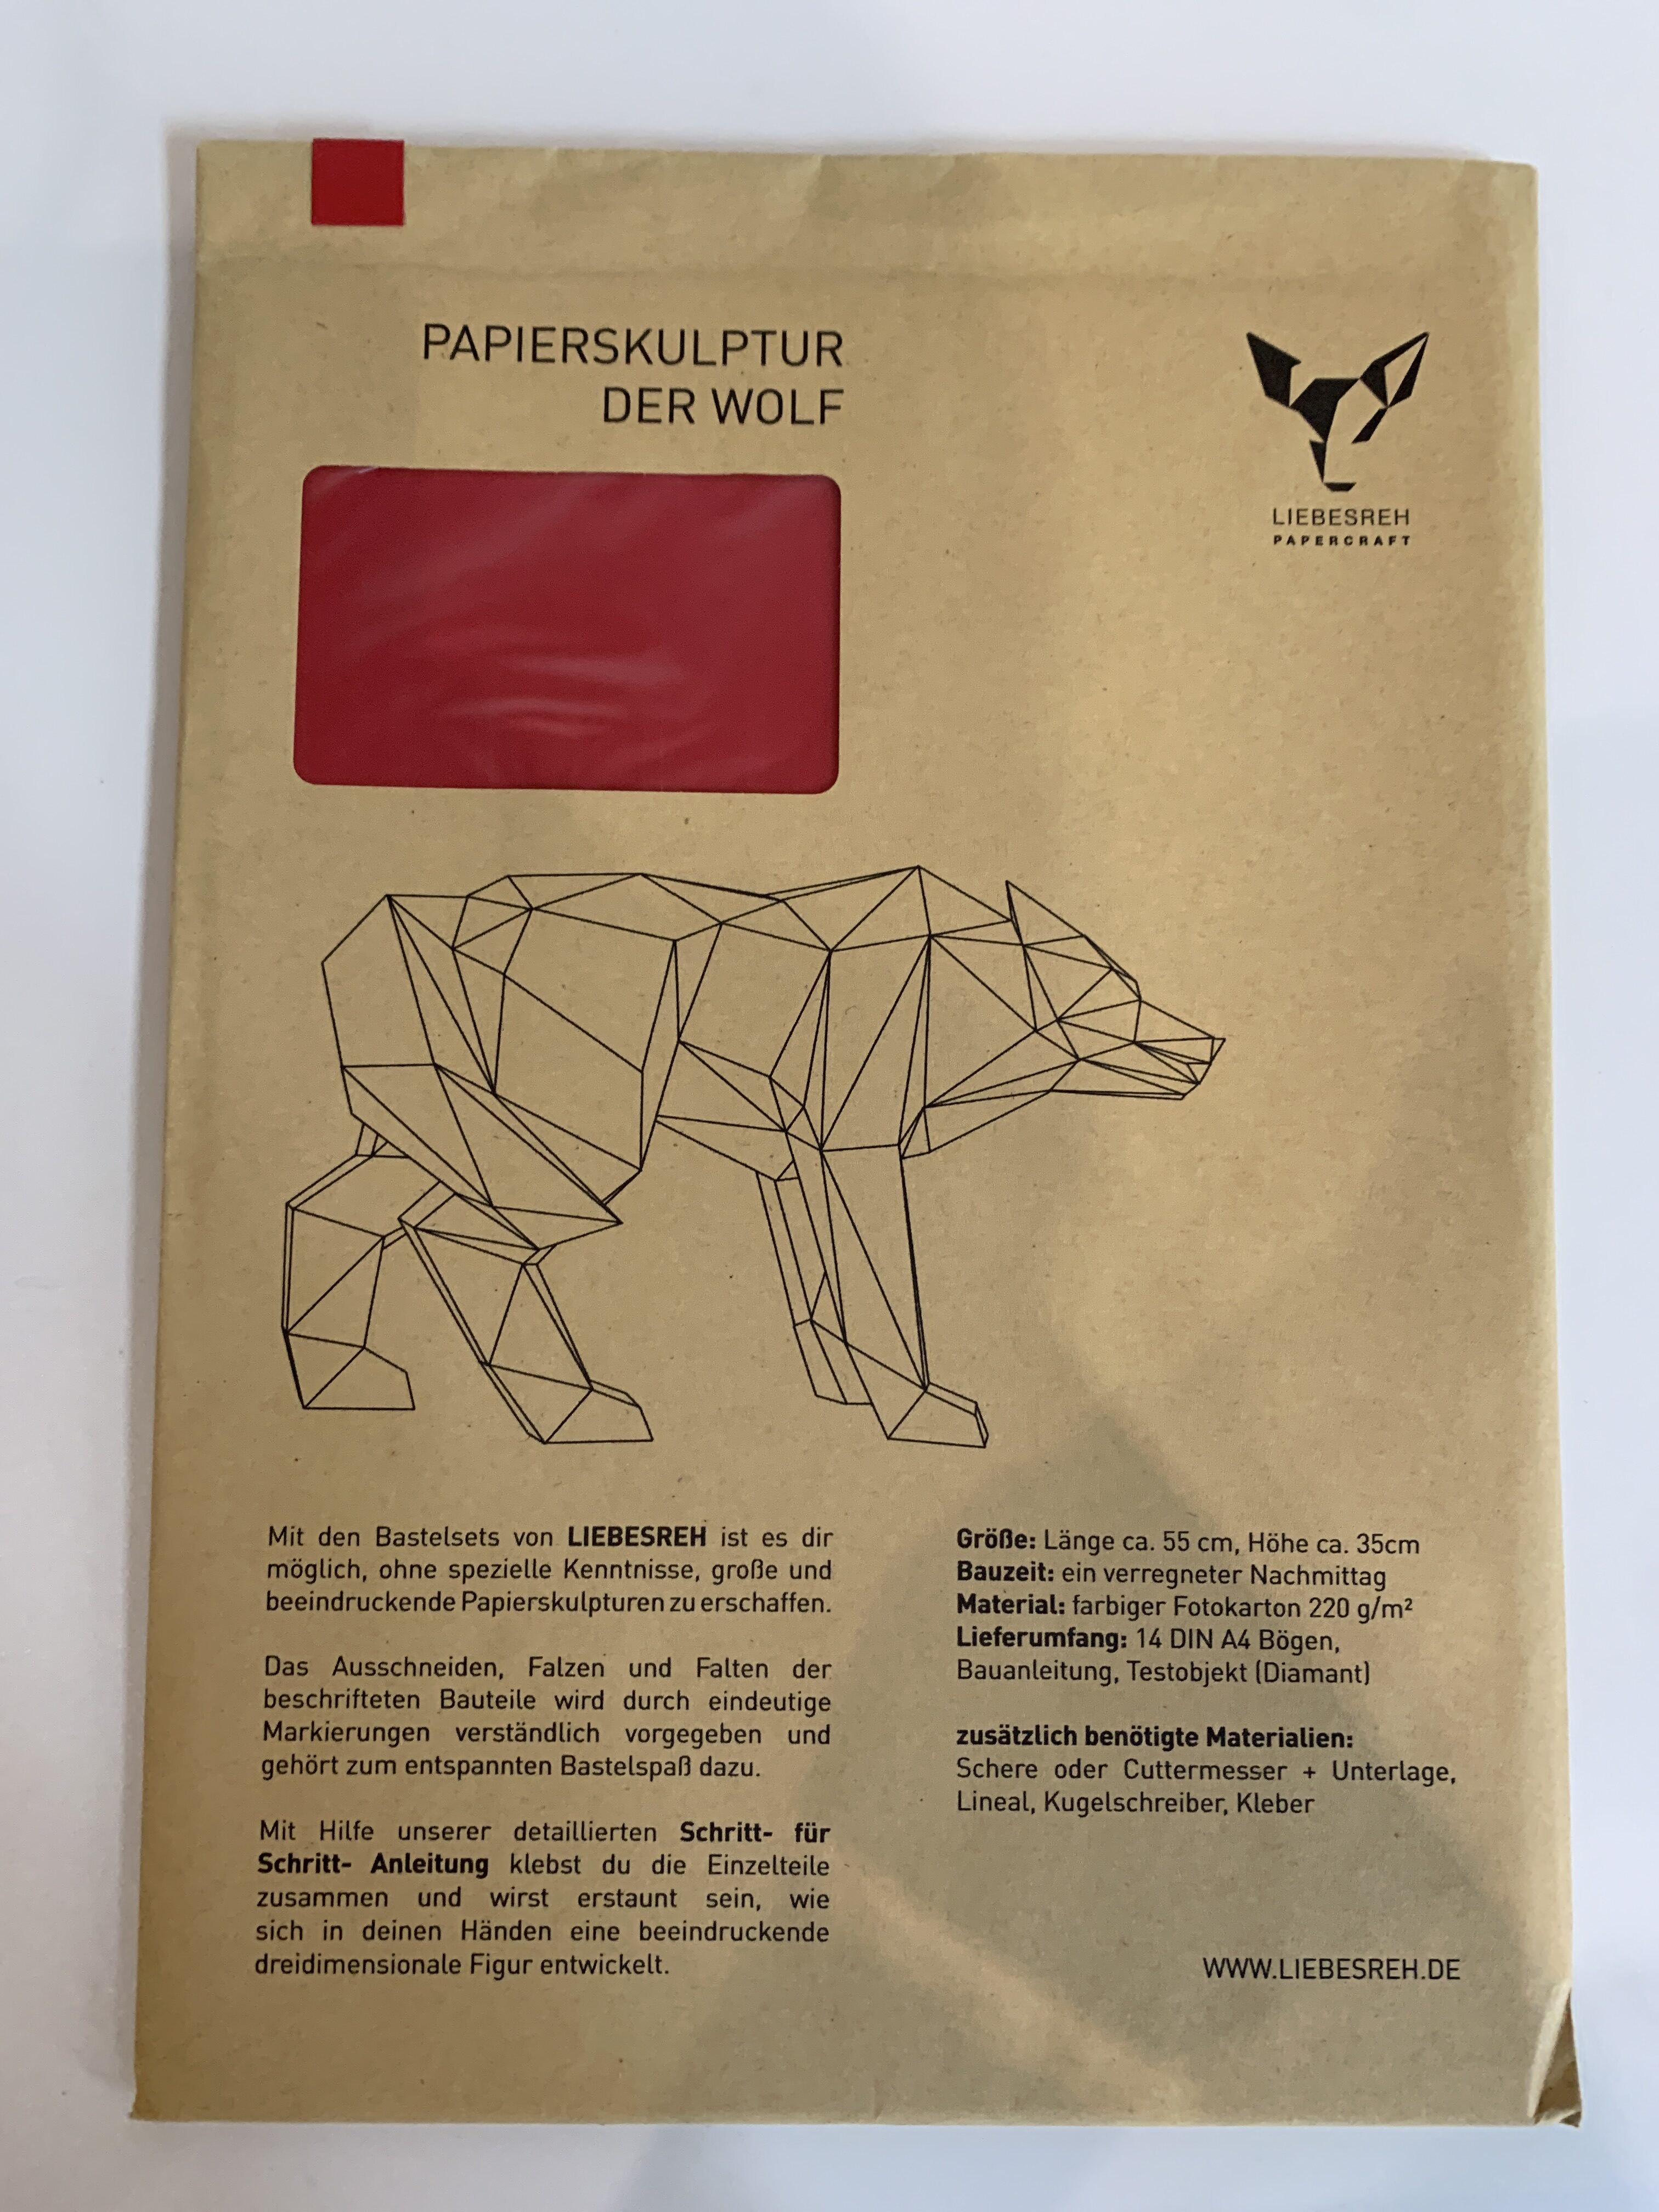 PAPIERSKULPTUR
DER WOLF
LIEBESREH
PAPERCRAFT
Mit den Bastelsets von LIEBESREH ist es dir
möglich, ohne spezielle Kenntnisse, große und
beeindruckende Papierskulpturen zu erschaffen.
Das Ausschneiden, Falzen und Falten der
beschrifteten Bauteile wird durch eindeutige
Markierungen verständlich vorgegeben und
gehört zum entspannten Bastelspaß dazu.
Mit Hilfe unserer detaillierten Schritt- für
Schritt- Anleitung klebst du die Einzelteile
zusammen und wirst erstaunt sein, wie
sich in deinen Händen eine beeindruckende
dreidimensionale Figur entwickelt.
Größe: Länge ca. 55 cm, Höhe ca. 35cm
Bauzeit: ein verregneter Nachmittag
Material: farbiger Fotokarton 220 g/m²
Lieferumfang: 14 DIN A4 Bögen,
Bauanleitung, Testobjekt (Diamant)
zusätzlich benötigte Materialien:
Schere oder Cuttermesser + Unterlage,
Lineal, Kugelschreiber, Kleber
WWW.LIEBESREH.DE